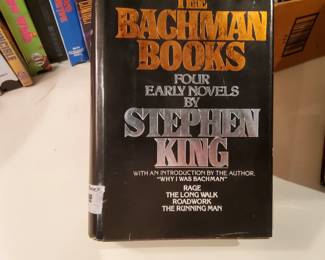 THE
BACHMAN
BOOKS
FOUR
EARLY NOVELS
BY
STEPHEN
KING
WITH AN INTRODUCTION BY THE AUTHOR,
"WHY I WAS BACHMAN"
RAGE
THE LONG WALK
ROADWORK
THE RUNNING MAN